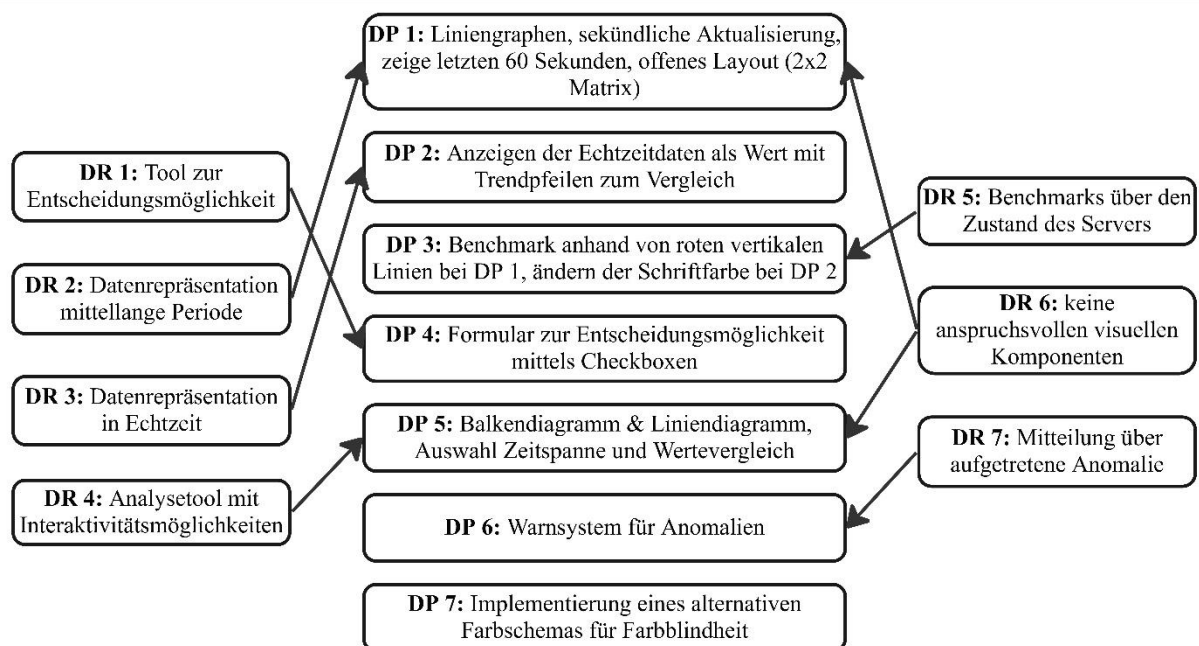 DP 1: Liniengraphen, sekündliche Aktualisierung,
zeige letzten 60 Sekunden, offenes Layout (2x2
Matrix)
DR 1: Tool zur
Entscheidungsmöglichkeit
DR 2: Datenrepräsentation
mittellange Periode
DR 3: Datenrepräsentation
in Echtzeit
DR 4: Analysetool mit
Interaktivitätsmöglichkeiten
DP 2: Anzeigen der Echtzeitdaten als Wert mit
Trendpfeilen zum Vergleich
DP 3: Benchmark anhand von roten vertikalen
Linien bei DP 1, ändern der Schriftfarbe bei DP 2
DP 4: Formular zur Entscheidungsmöglichkeit
mittels Checkboxen
DP 5: Balkendiagramm & Liniendiagramm,
Auswahl Zeitspanne und Wertevergleich
DP 6: Warnsystem für Anomalien
DP 7: Implementierung eines alternativen
Farbschemas für Farbblindheit
DR 5: Benchmarks über den
Zustand des Servers
DR 6: keine
anspruchsvollen visuellen
Komponenten
DR 7: Mitteilung über
aufgetretene Anomalie